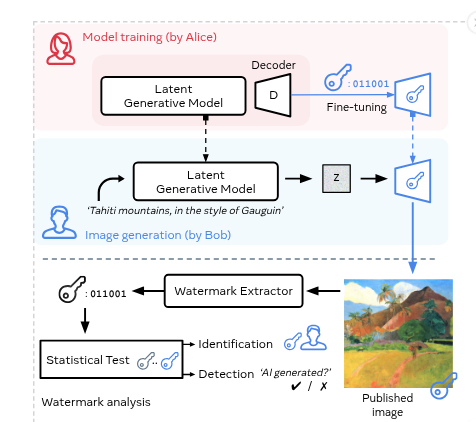 Model training (by Alice)
Decoder
Latent
Generative Model
D
: 011001
Fine-tuning
Latent
Generative Model
z
'Tahiti mountains, in the style of Gauguin'
Image generation (by Bob)
: 011001
Watermark Extractor
Statistical Test
..
Identification
Detection
'AI generated?'
✔ / ✗
Watermark analysis
Published
image